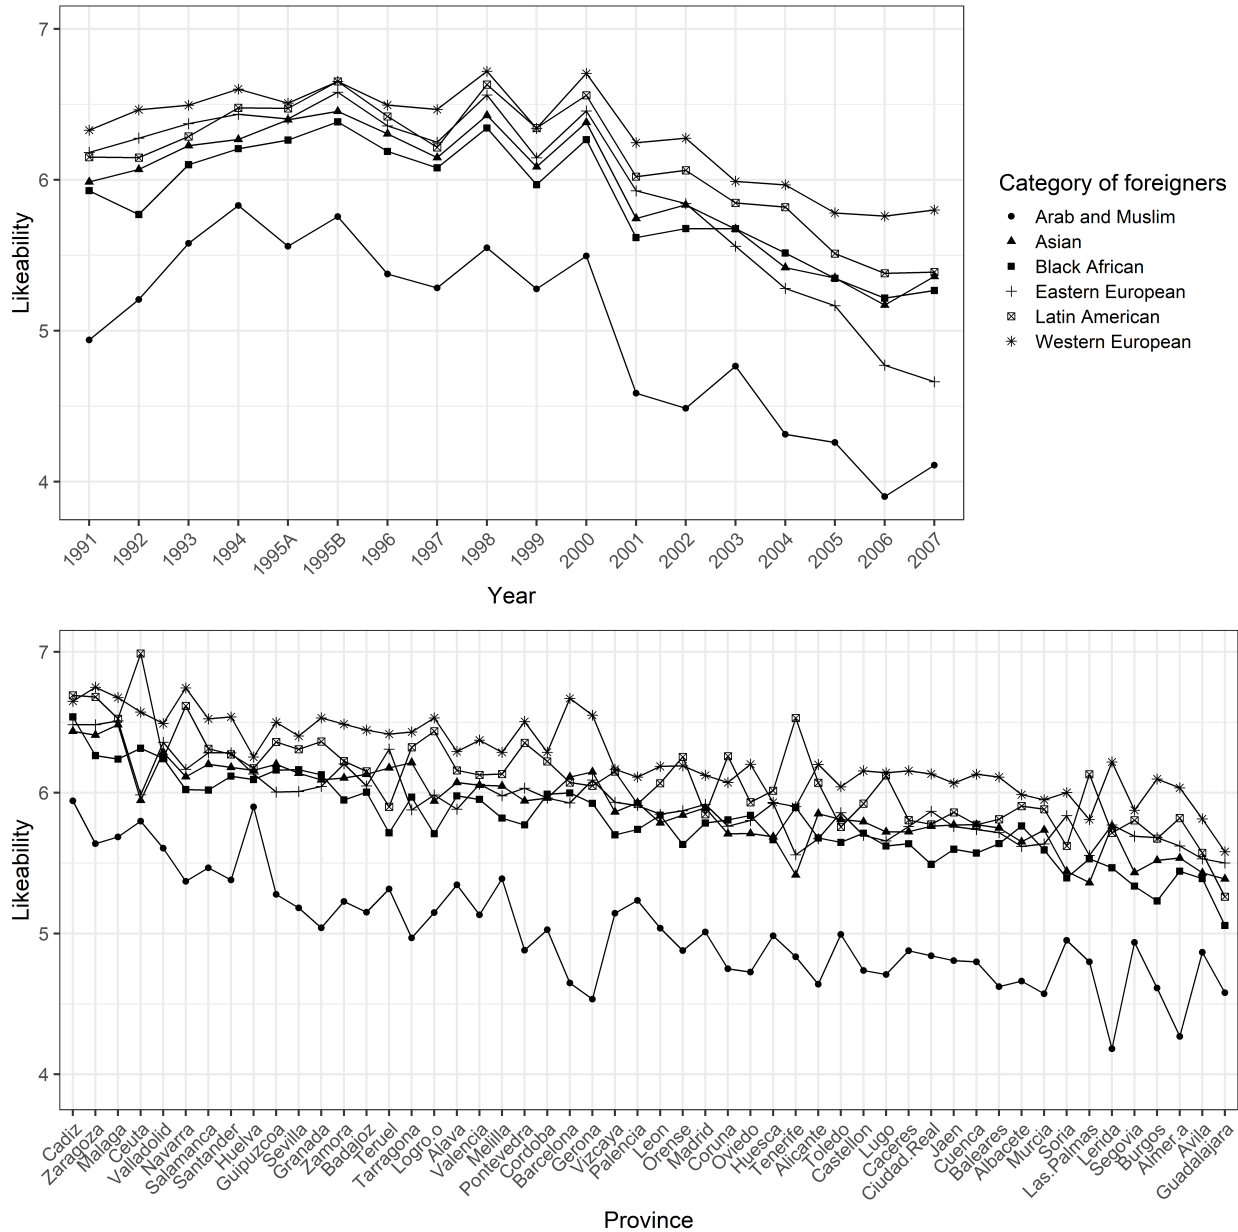 7
6
5
4
Likeability
1991
1992
1993
1994
1995A
1995B
1996
1997
1998
1999
2000
2001
2002
2003
2004
2005
2006
2007
Year
Category of foreigners
Arab and Muslim
Asian
Black African
Eastern European
Latin American
Western European
7
6
5
4
Likeability
Cadiz
Zaragoza
Malaga
Ceuta
Valladolid
Navarra
Salamanca
Santander
Huelva
Guipuzcoa
Sevilla
Granada
Zamora
Badajoz
Teruel
Tarragona
Logro,o
Alava
Valencia
Melilla
Pontevedra
Cordoba
Barcelona
Gerona
Vizcaya
Palencia
Leon
Orense
Madrid
Coruna
Oviedo
Huesca
Tenerife
Alicante
Toledo
Castellon
Lugo
Caceres
Ciudad Real
Jaen
Cuenca
Baleares
Albacete
Murcia
Soria
Las.Palmas
Lerida
Segovia
Burgos
Almer.a
Avila
Guadalajara
Province